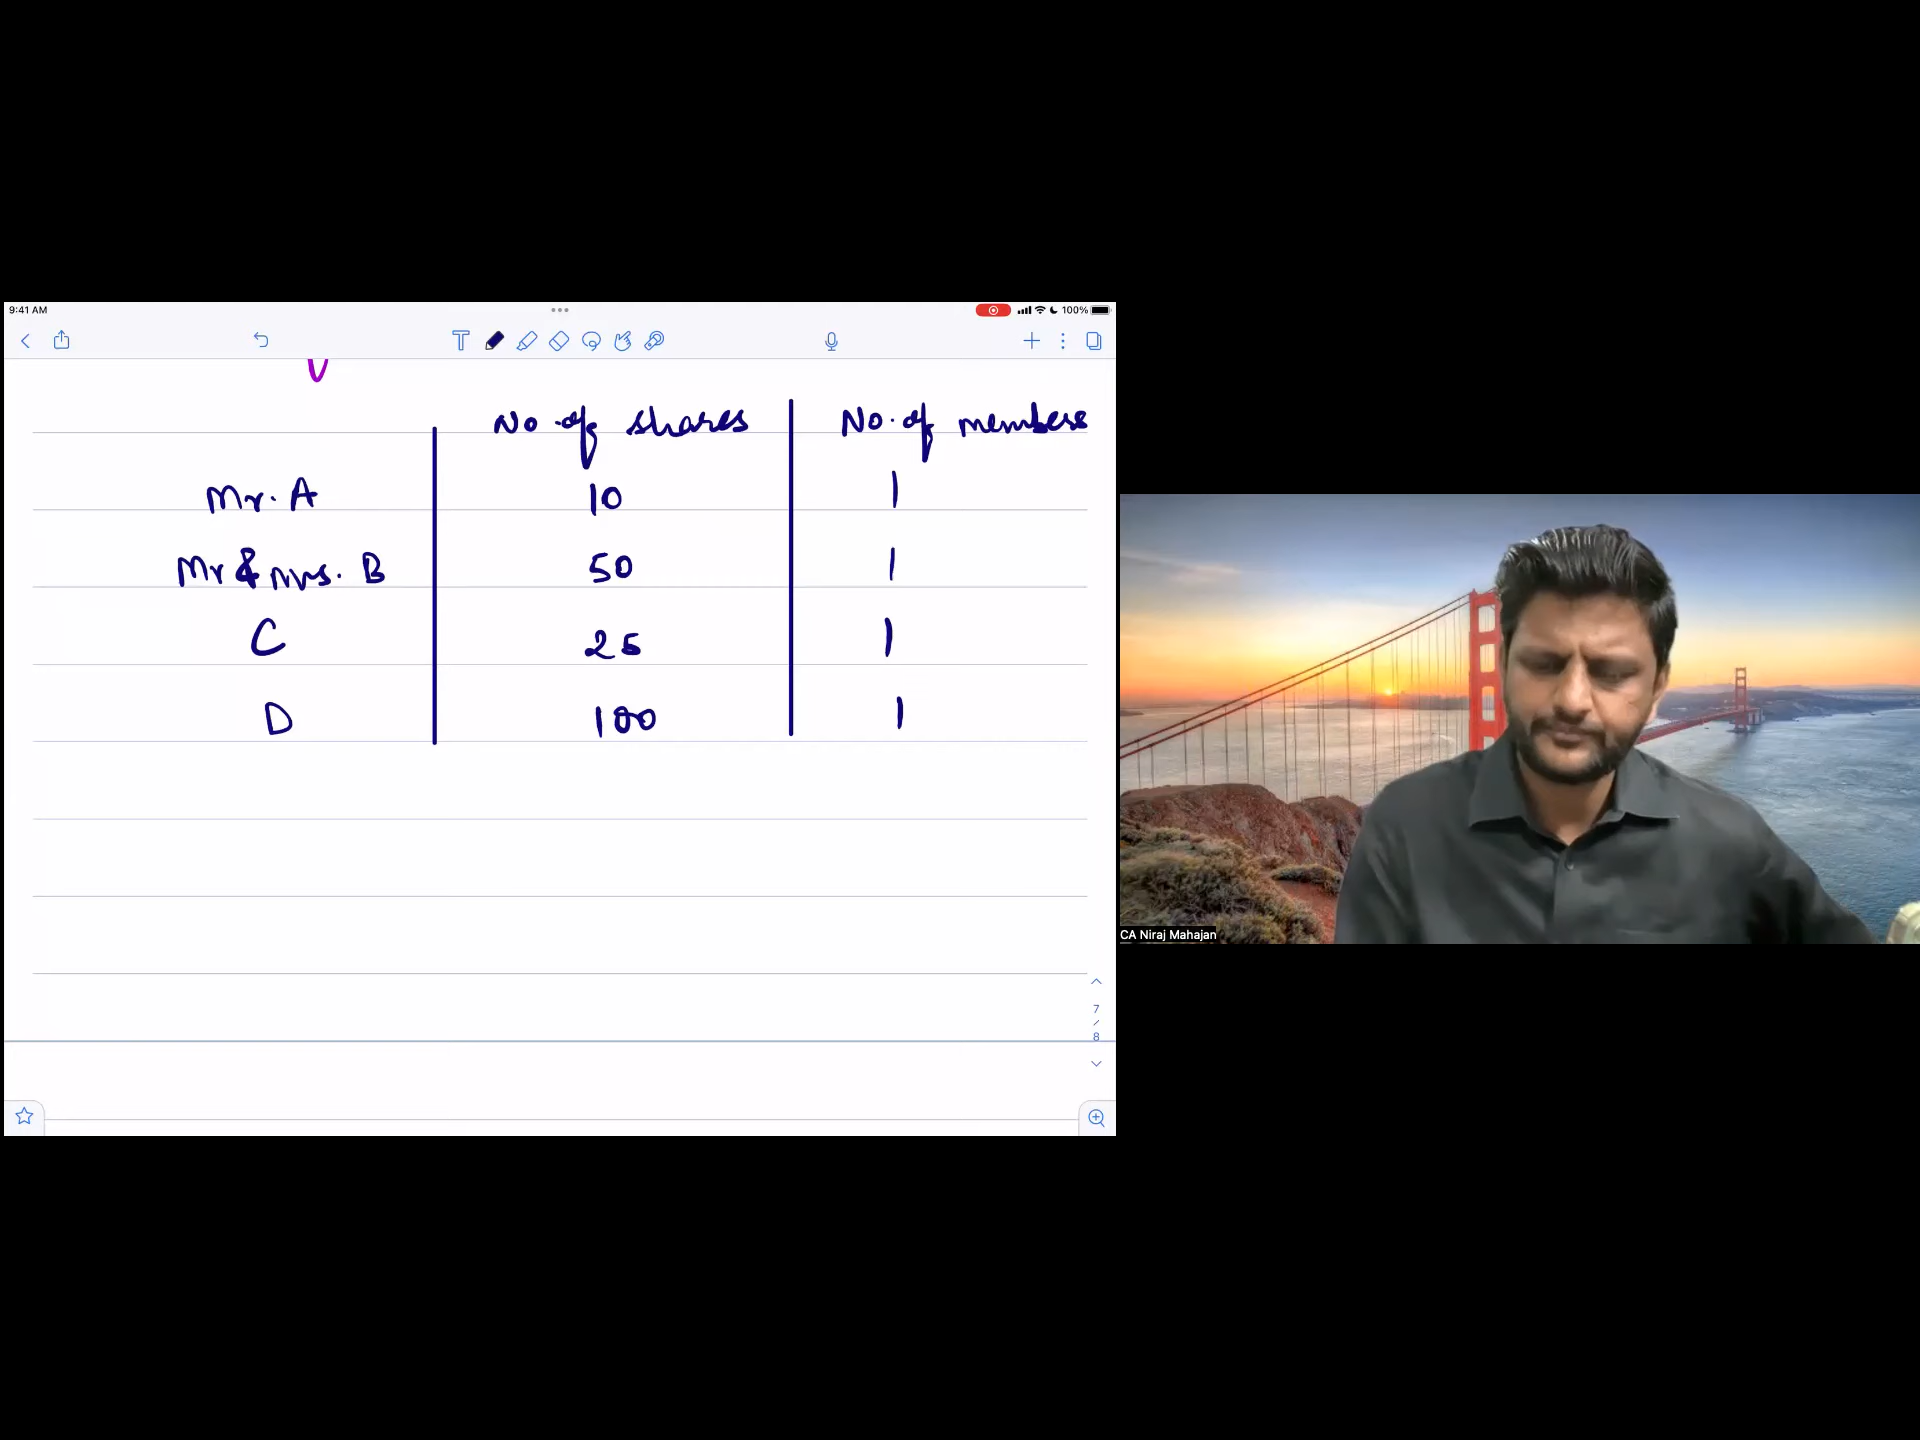 9:41 AM
100%
No. of shares No. of members
Mr. A 10 1
Mr & Mrs. B 50 1
C 25 1
D 100 1
7
/
8
CA Niraj Mahajan